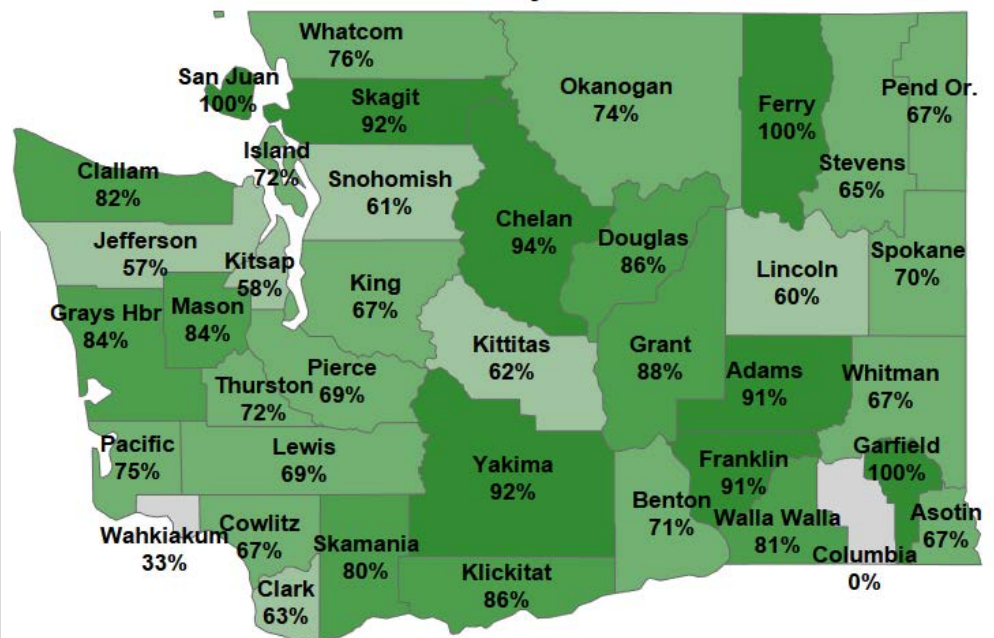 Whatcom
76%
San Juan
100%
Skagit
92%
Okanogan
74%
Ferry
100%
Pend Or.
67%
Stevens
65%
Island
72%
Clallam
82%
Snohomish
61%
Chelan
94%
Douglas
86%
Jefferson
57%
Kitsap
58%
King
67%
Lincoln
60%
Spokane
70%
Grays Hbr
84%
Mason
84%
Kittitas
62%
Grant
88%
Adams
91%
Whitman
67%
Thurston
72%
Pierce
69%
Pacific
75%
Lewis
69%
Yakima
92%
Benton
71%
Franklin
91%
Garfield
100%
Wahkiakum
33%
Cowlitz
67%
Skamania
80%
Walla Walla
81%
Columbia
0%
Asotin
67%
Clark
63%
Klickitat
86%